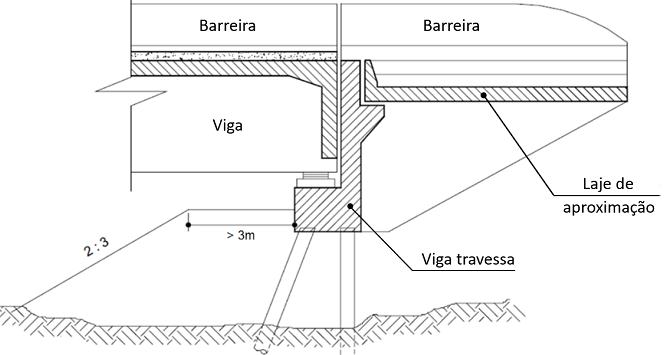 Barreira
Barreira
Viga
Laje de
aproximação
> 3m
2:3
Viga travessa